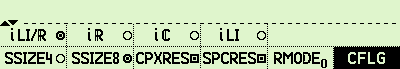 iLI/R iR iC iLI
SSIZE4 SSIZE8 CPXRES SPCRES RMODE0 CFLG